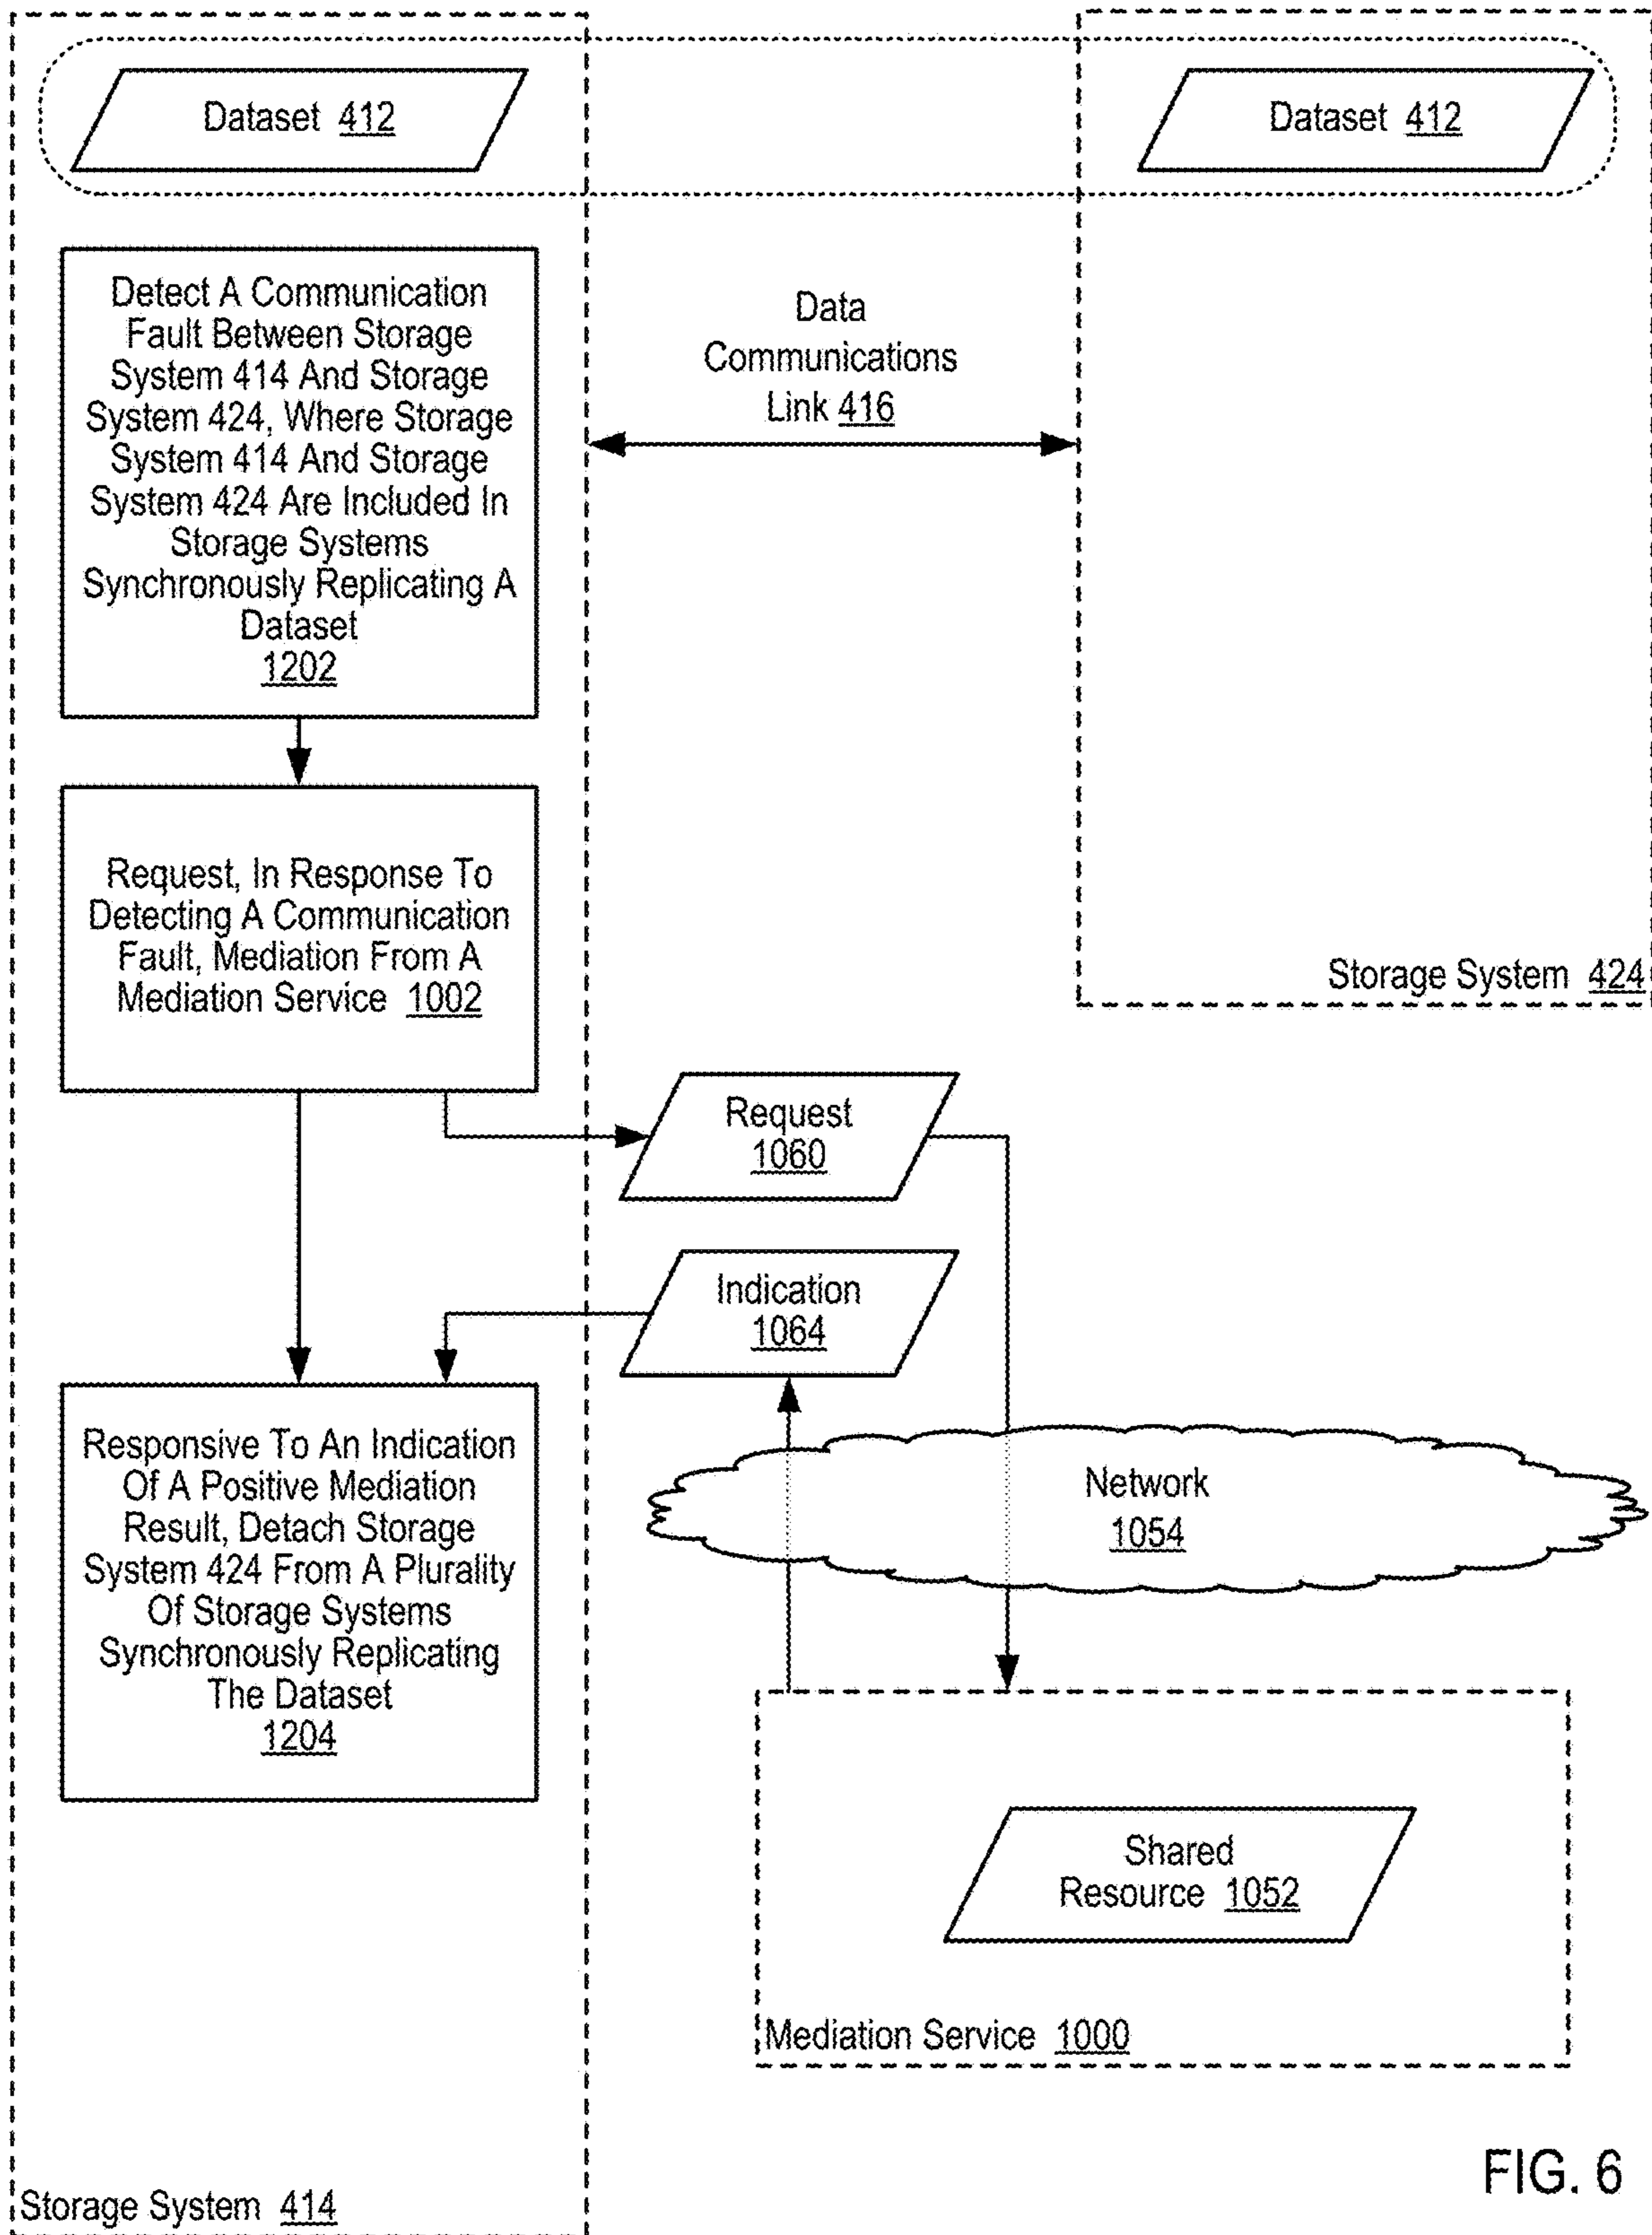 Dataset 412
Dataset 412
Detect A Communication
Fault Between Storage
System 414 And Storage
System 424, Where Storage
System 414 And Storage
System 424 Are Included In
Storage Systems
Synchronously Replicating A
Dataset
1202
Data
Communications
Link 416
Request, In Response To
Detecting A Communication
Fault, Mediation From A
Mediation Service 1002
Storage System 424
Request
1060
Indication
1064
Responsive To An Indication
Of A Positive Mediation
Result, Detach Storage
System 424 From A Plurality
Of Storage Systems
Synchronously Replicating
The Dataset
1204
Network
1054
Shared
Resource 1052
Mediation Service 1000
Storage System 414
FIG. 6